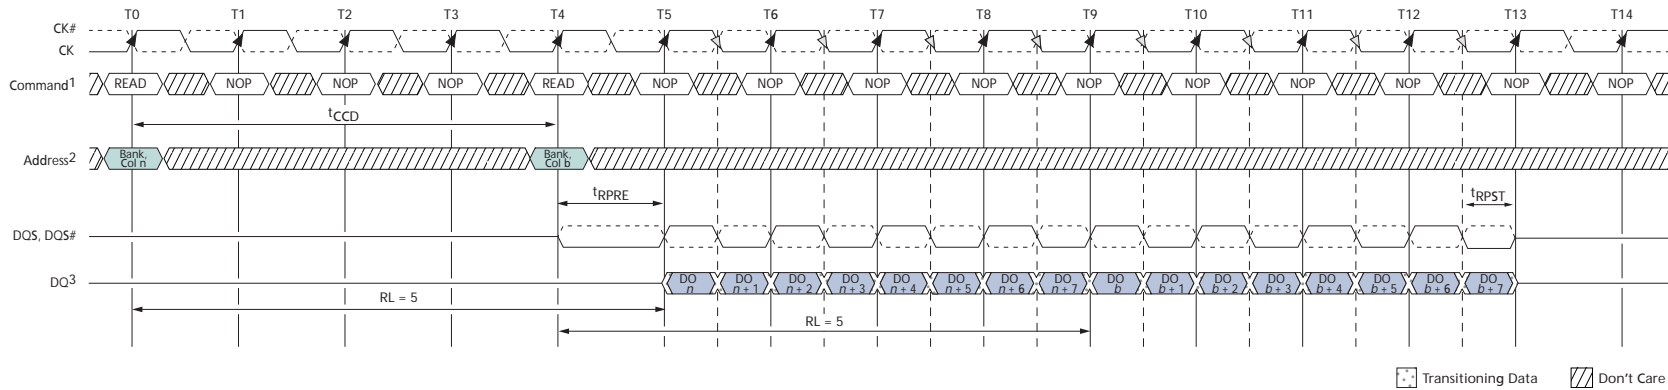 T0 T1 T2 T3 T4 T5 T6 T7 T8 T9 T10 T11 T12 T13 T14
CK#
CK
Command1 READ NOP NOP NOP READ NOP NOP NOP NOP NOP NOP NOP NOP NOP NOP
tCCD
Address2 Bank, Col n Bank, Col b
tRPRE tRPST
DQS, DQS#
DQ3 DO n DO n + 1 DO n + 2 DO n + 3 DO n + 4 DO n + 5 DO n + 6 DO n + 7 DO b DO b + 1 DO b + 2 DO b + 3 DO b + 4 DO b + 5 DO b + 6 DO b + 7
RL = 5
RL = 5
Transitioning Data Don't Care